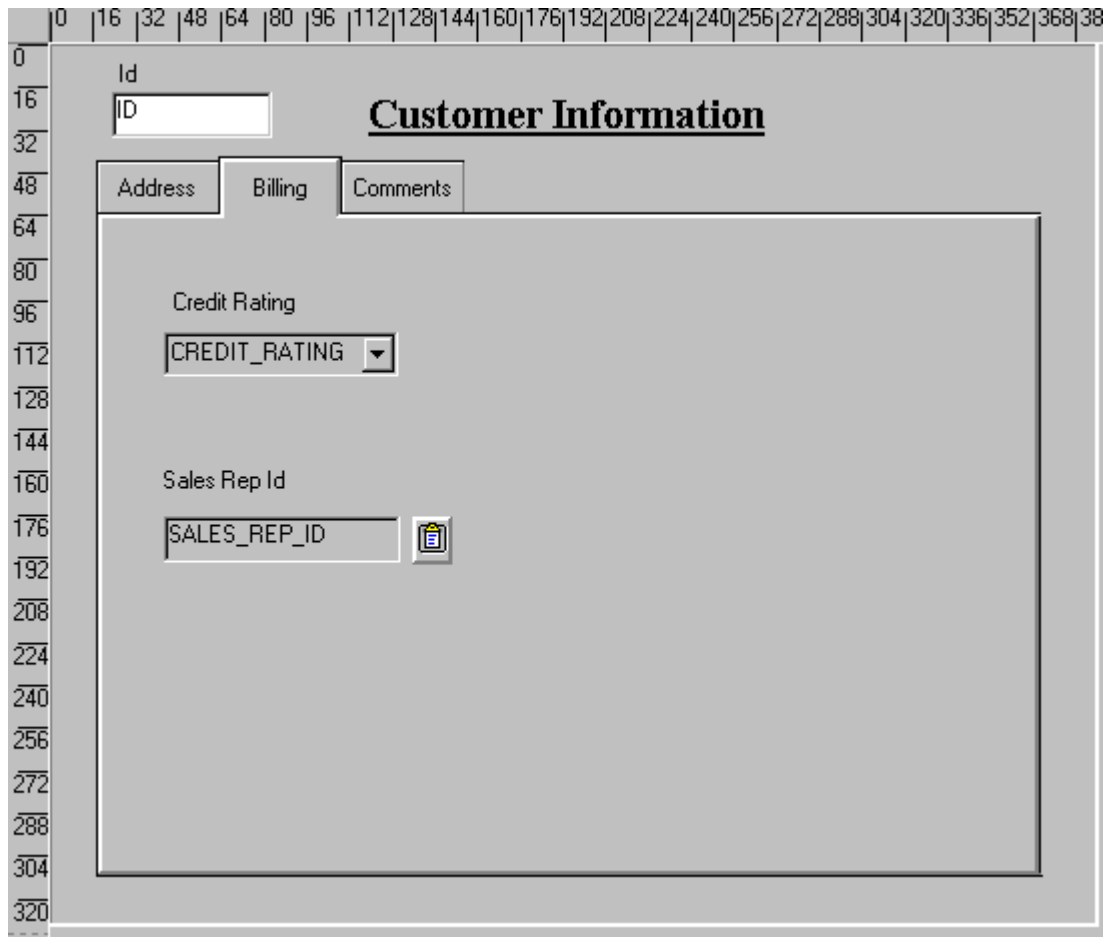 0 16 32 48 64 80 96 112 128 144 160 176 192 208 224 240 256 272 288 304 320 336 352 368 38
0
Id
16
ID
Customer Information
32
48
Address Billing Comments
64
80
Credit Rating
96
112
CREDIT_RATING
128
144
160
Sales Rep Id
176
SALES_REP_ID
192
208
224
240
256
272
288
304
320